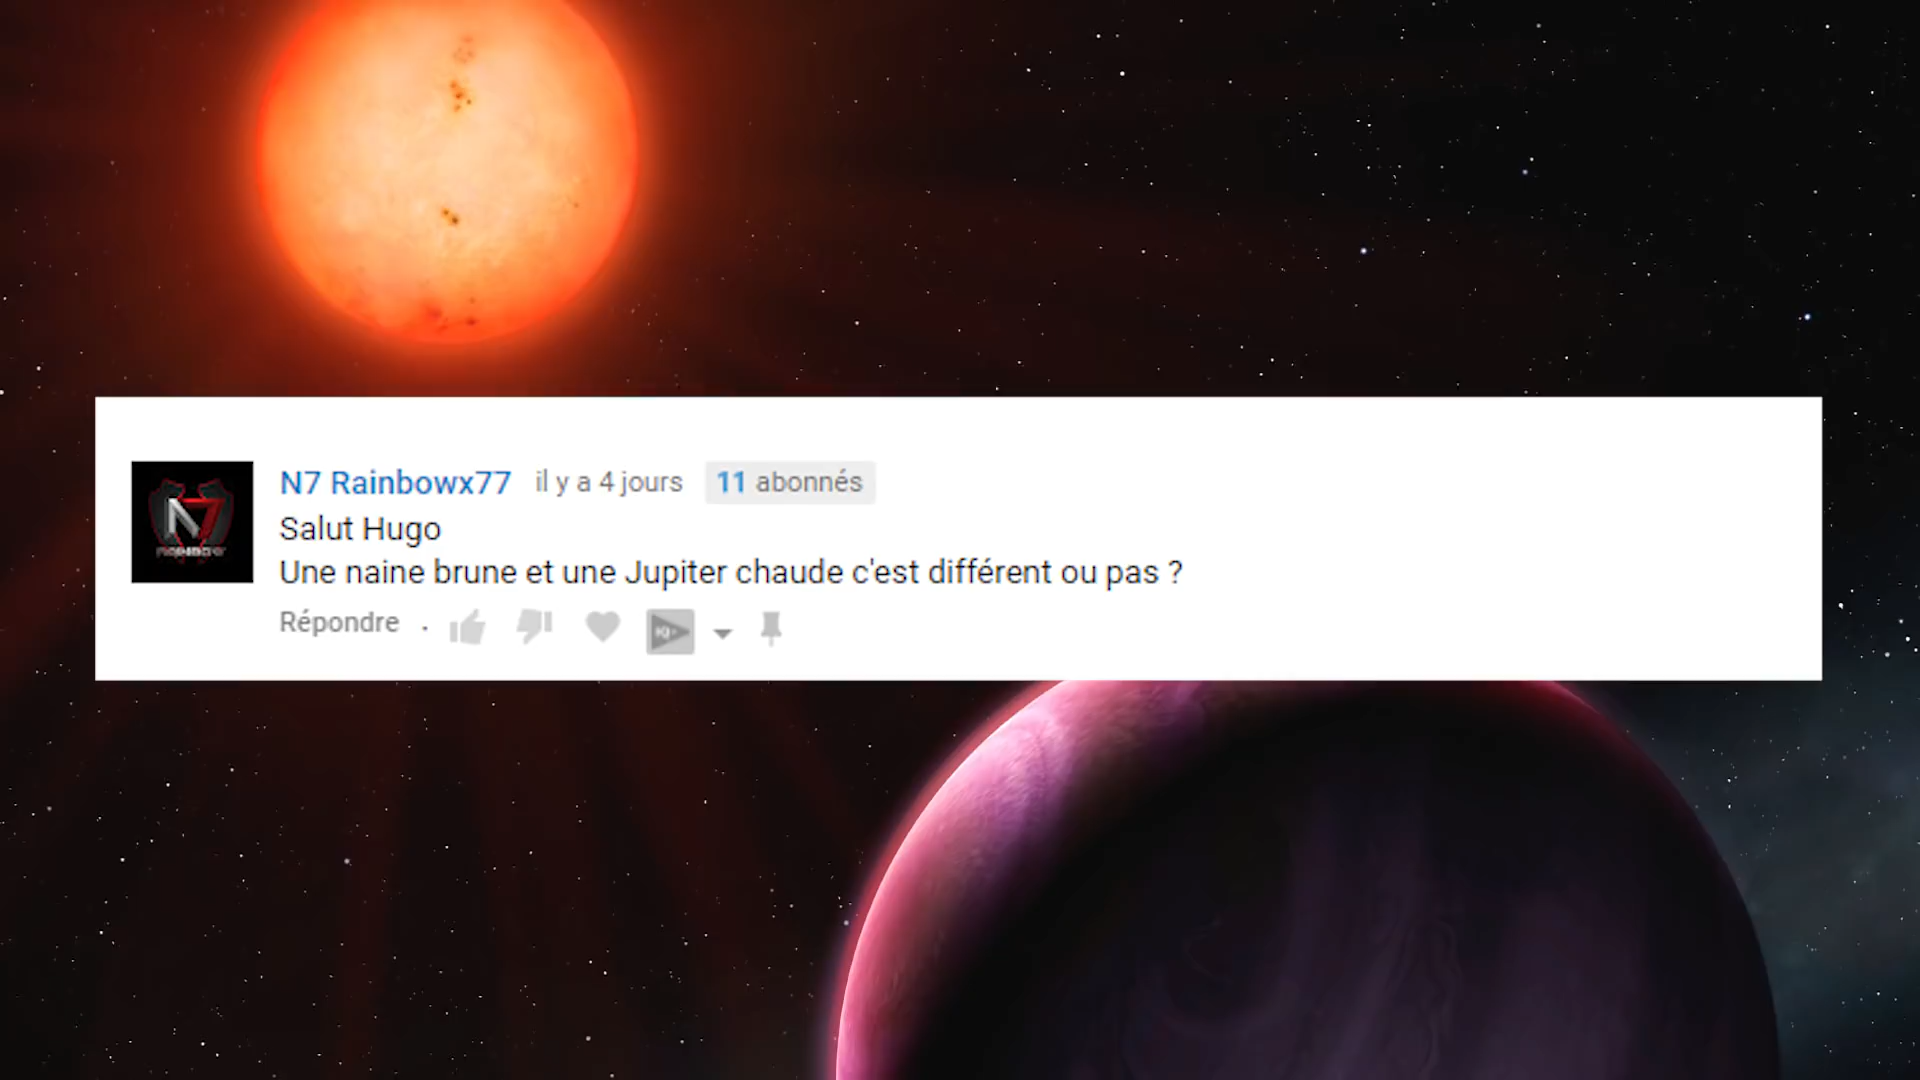 N7 Rainbowx77 il y a 4 jours 11 abonnés
Salut Hugo
Une naine brune et une Jupiter chaude c'est différent ou pas ?
Répondre .
N7